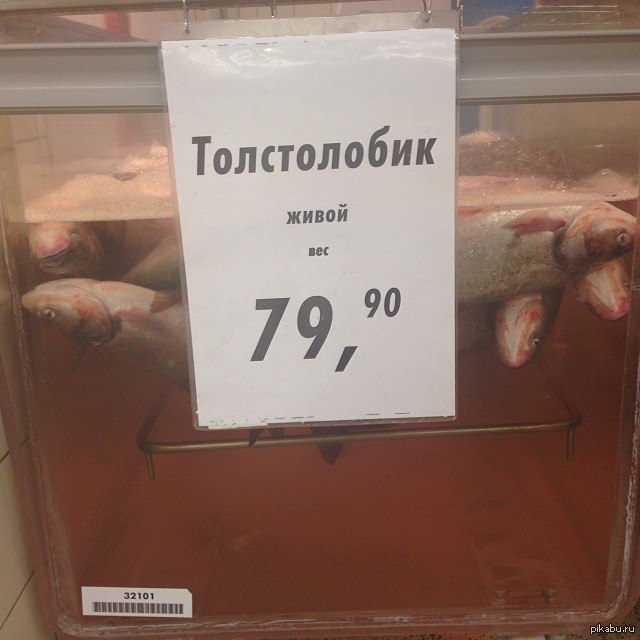 Толстолобик
живой
вес
79,90
32101
pikabu.ru